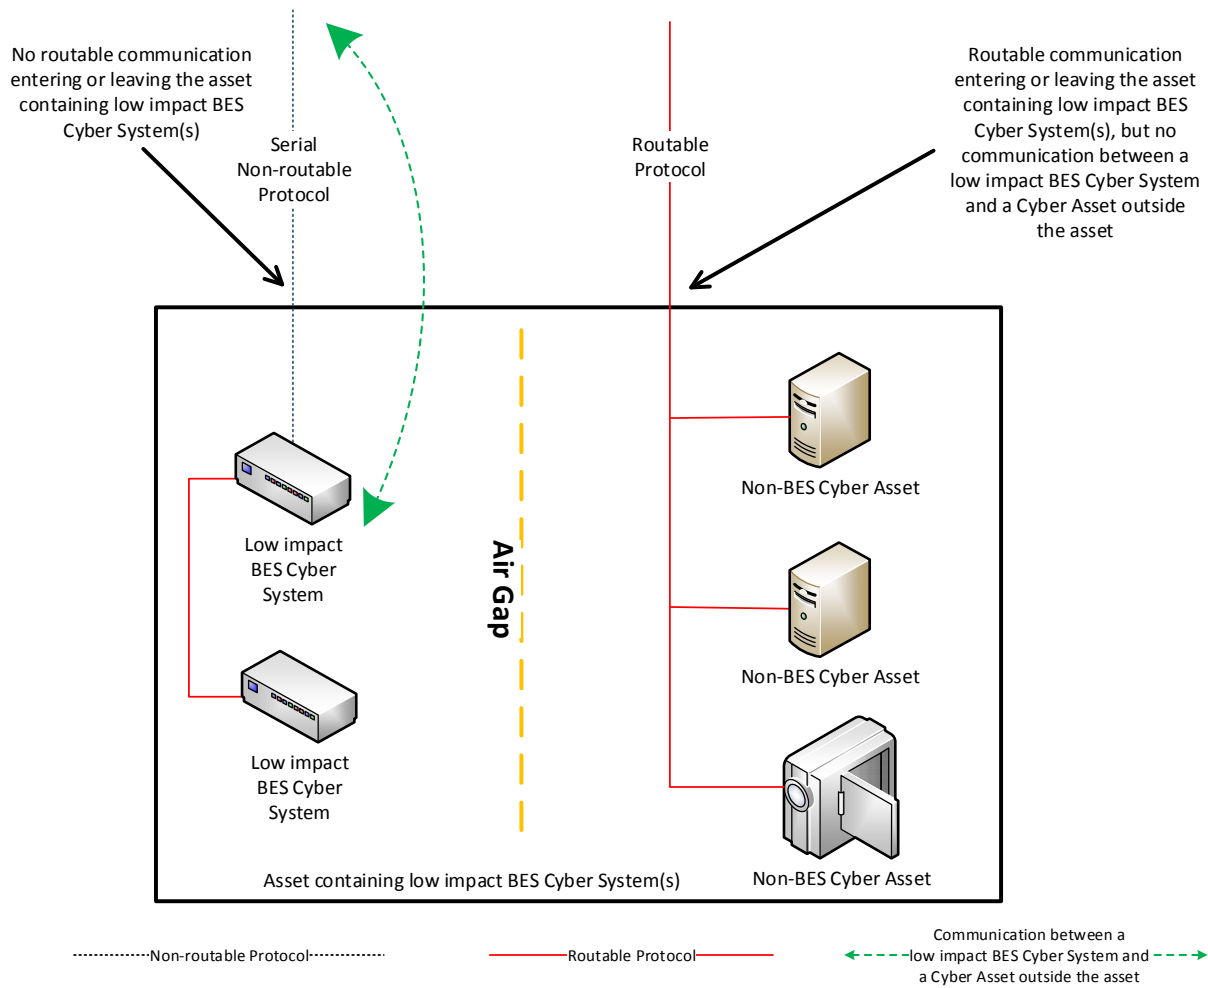 No routable communication
entering or leaving the asset
containing low impact BES
Cyber System(s)
Serial
Non-routable
Protocol
Routable
Protocol
Routable communication
entering or leaving the asset
containing low impact BES
Cyber System(s), but no
communication between a
low impact BES Cyber System
and a Cyber Asset outside
the asset
Low impact
BES Cyber
System
Low impact
BES Cyber
System
Air Gap
Non-BES Cyber Asset
Non-BES Cyber Asset
Non-BES Cyber Asset
Asset containing low impact BES Cyber System(s)
Non-routable Protocol
Routable Protocol
Communication between a
low impact BES Cyber System and
a Cyber Asset outside the asset